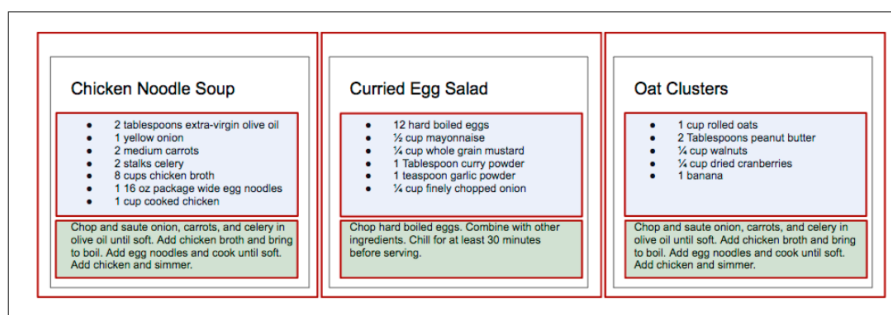 Chicken Noodle Soup
● 2 tablespoons extra-virgin olive oil
● 1 yellow onion
● 2 medium carrots
● 2 stalks celery
● 8 cups chicken broth
● 1 16 oz package wide egg noodles
● 1 cup cooked chicken
Chop and saute onion, carrots, and celery in
olive oil until soft. Add chicken broth and bring
to boil. Add egg noodles and cook until soft.
Add chicken and simmer.
Curried Egg Salad
● 12 hard boiled eggs
● ½ cup mayonnaise
● ¼ cup whole grain mustard
● 1 Tablespoon curry powder
● 1 teaspoon garlic powder
● ¼ cup finely chopped onion
Chop hard boiled eggs. Combine with other
ingredients. Chill for at least 30 minutes
before serving.
Oat Clusters
● 1 cup rolled oats
● 2 Tablespoons peanut butter
● ¼ cup walnuts
● ¼ cup dried cranberries
● 1 banana
Chop and saute onion, carrots, and celery in
olive oil until soft. Add chicken broth and bring
to boil. Add egg noodles and cook until soft.
Add chicken and simmer.